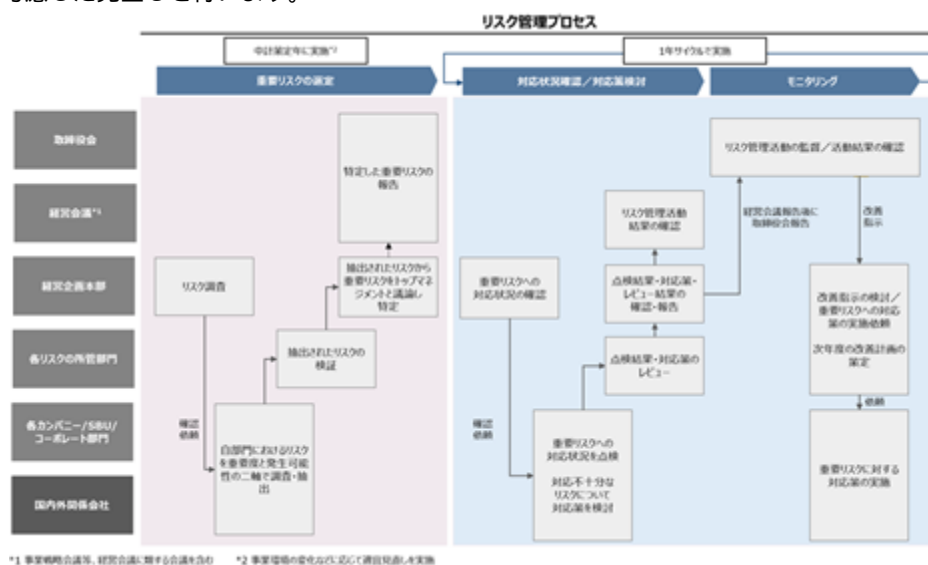 リスク管理プロセス
中計策定年に実施*2
1年サイクルで実施
重要リスクの選定
対応状況確認/対応策検討
モニタリング
取締役会
経営会議*1
経営企画本部
各リスクの所管部門
各カンパニー/SBU/
コーポレート部門
国内外関係会社
リスク調査
確認
依頼
自部門におけるリスク
を重要度と発生可能
性の二軸で調査・抽
出
抽出されたリスクの
検証
抽出されたリスクから
重要リスクをトップマネ
ジメントと議論し
特定
特定した重要リスクの
報告
重要リスクへの
対応状況の確認
確認
依頼
重要リスクへの
対応状況を点検
対応不十分な
リスクについて
対応策を検討
点検結果・対応策の
レビュー
点検結果・対応策・
レビュー結果の
確認・報告
リスク管理活動
結果の確認
経営会議報告後に
取締役会報告
リスク管理活動の監督/活動結果の確認
改善
指示
改善指示の検討/
重要リスクへの対応
策の実施依頼
次年度の改善計画の
策定
依頼
重要リスクに対する
対応策の実施
*1 事業戦略会議等、経営会議に類する会議を含む
*2 事業環境の変化などに応じて適宜見直しを実施